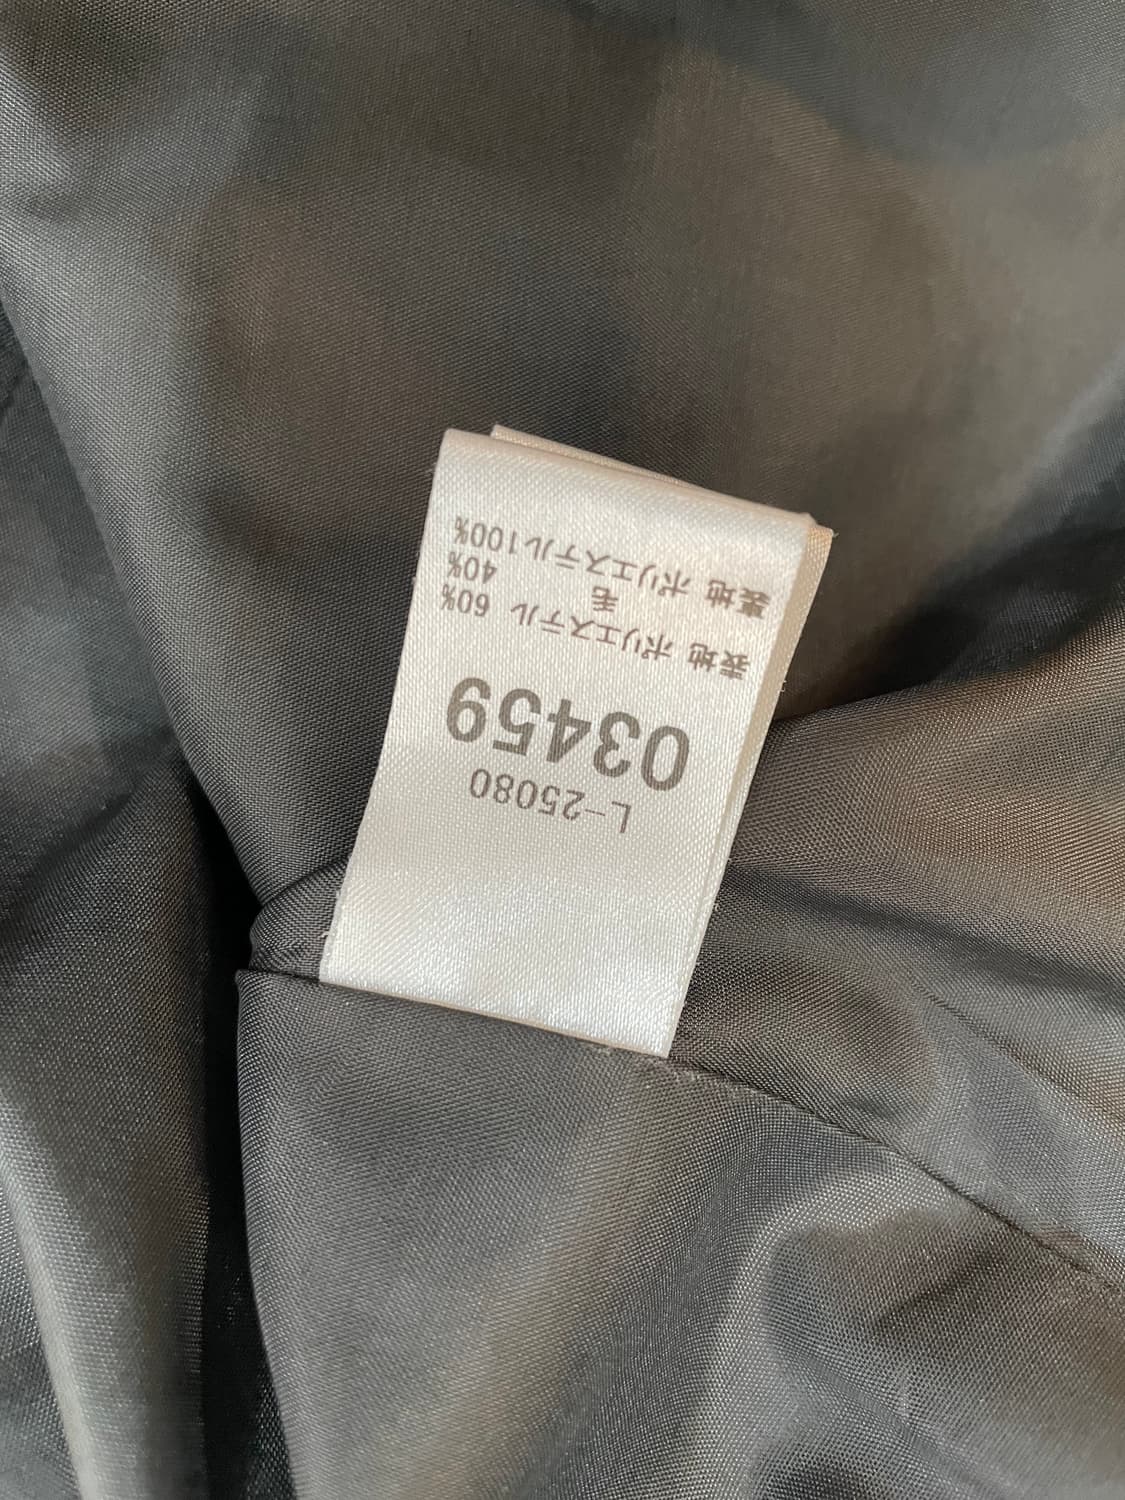 L-25080
03459
表地 ポリエステル 60%
毛 40%
裏地 ポリエステル100%